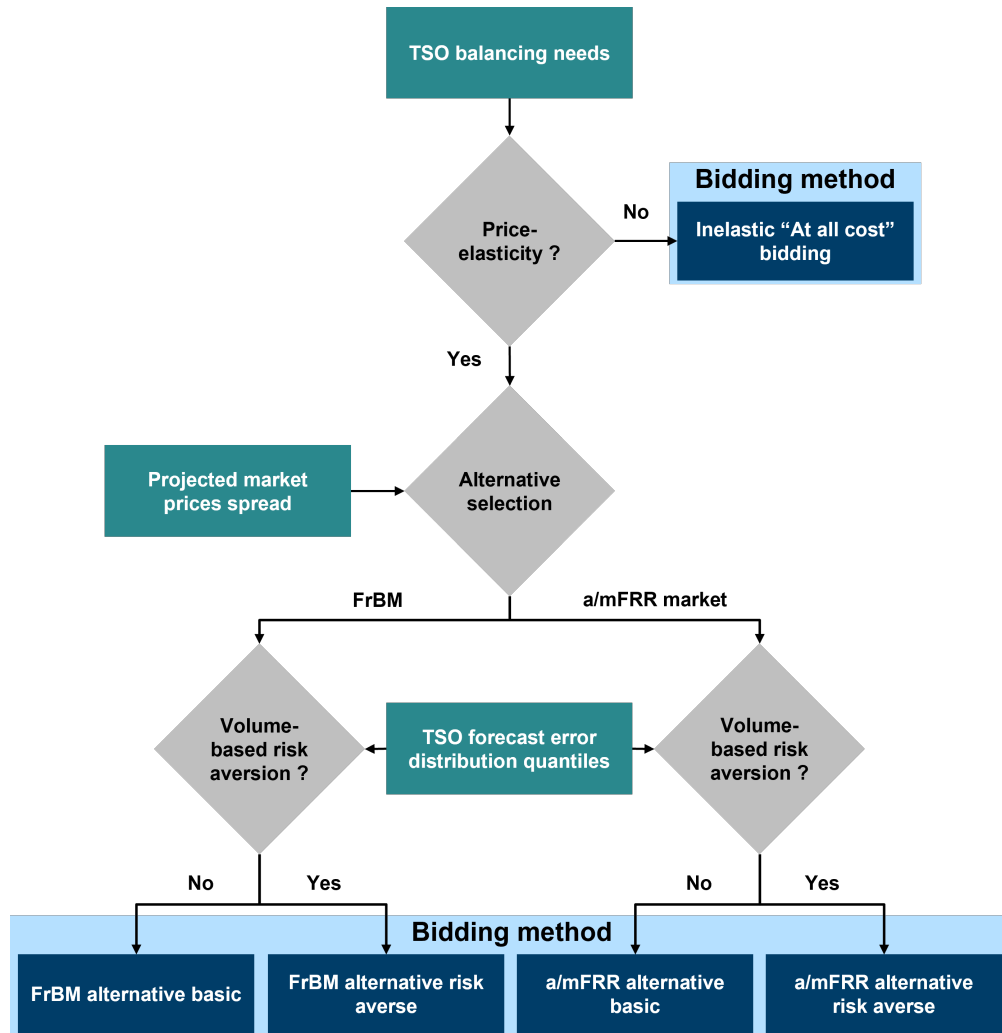 TSO balancing needs
Bidding method
No
Inelastic “At all cost”
bidding
Price-
elasticity ?
Yes
Projected market
prices spread
Alternative
selection
FrBM
a/mFRR market
Volume-
based risk
aversion ?
TSO forecast error
distribution quantiles
Volume-
based risk
aversion ?
No
Yes
No
Yes
Bidding method
FrBM alternative basic
FrBM alternative risk
averse
a/mFRR alternative
basic
a/mFRR alternative
risk averse